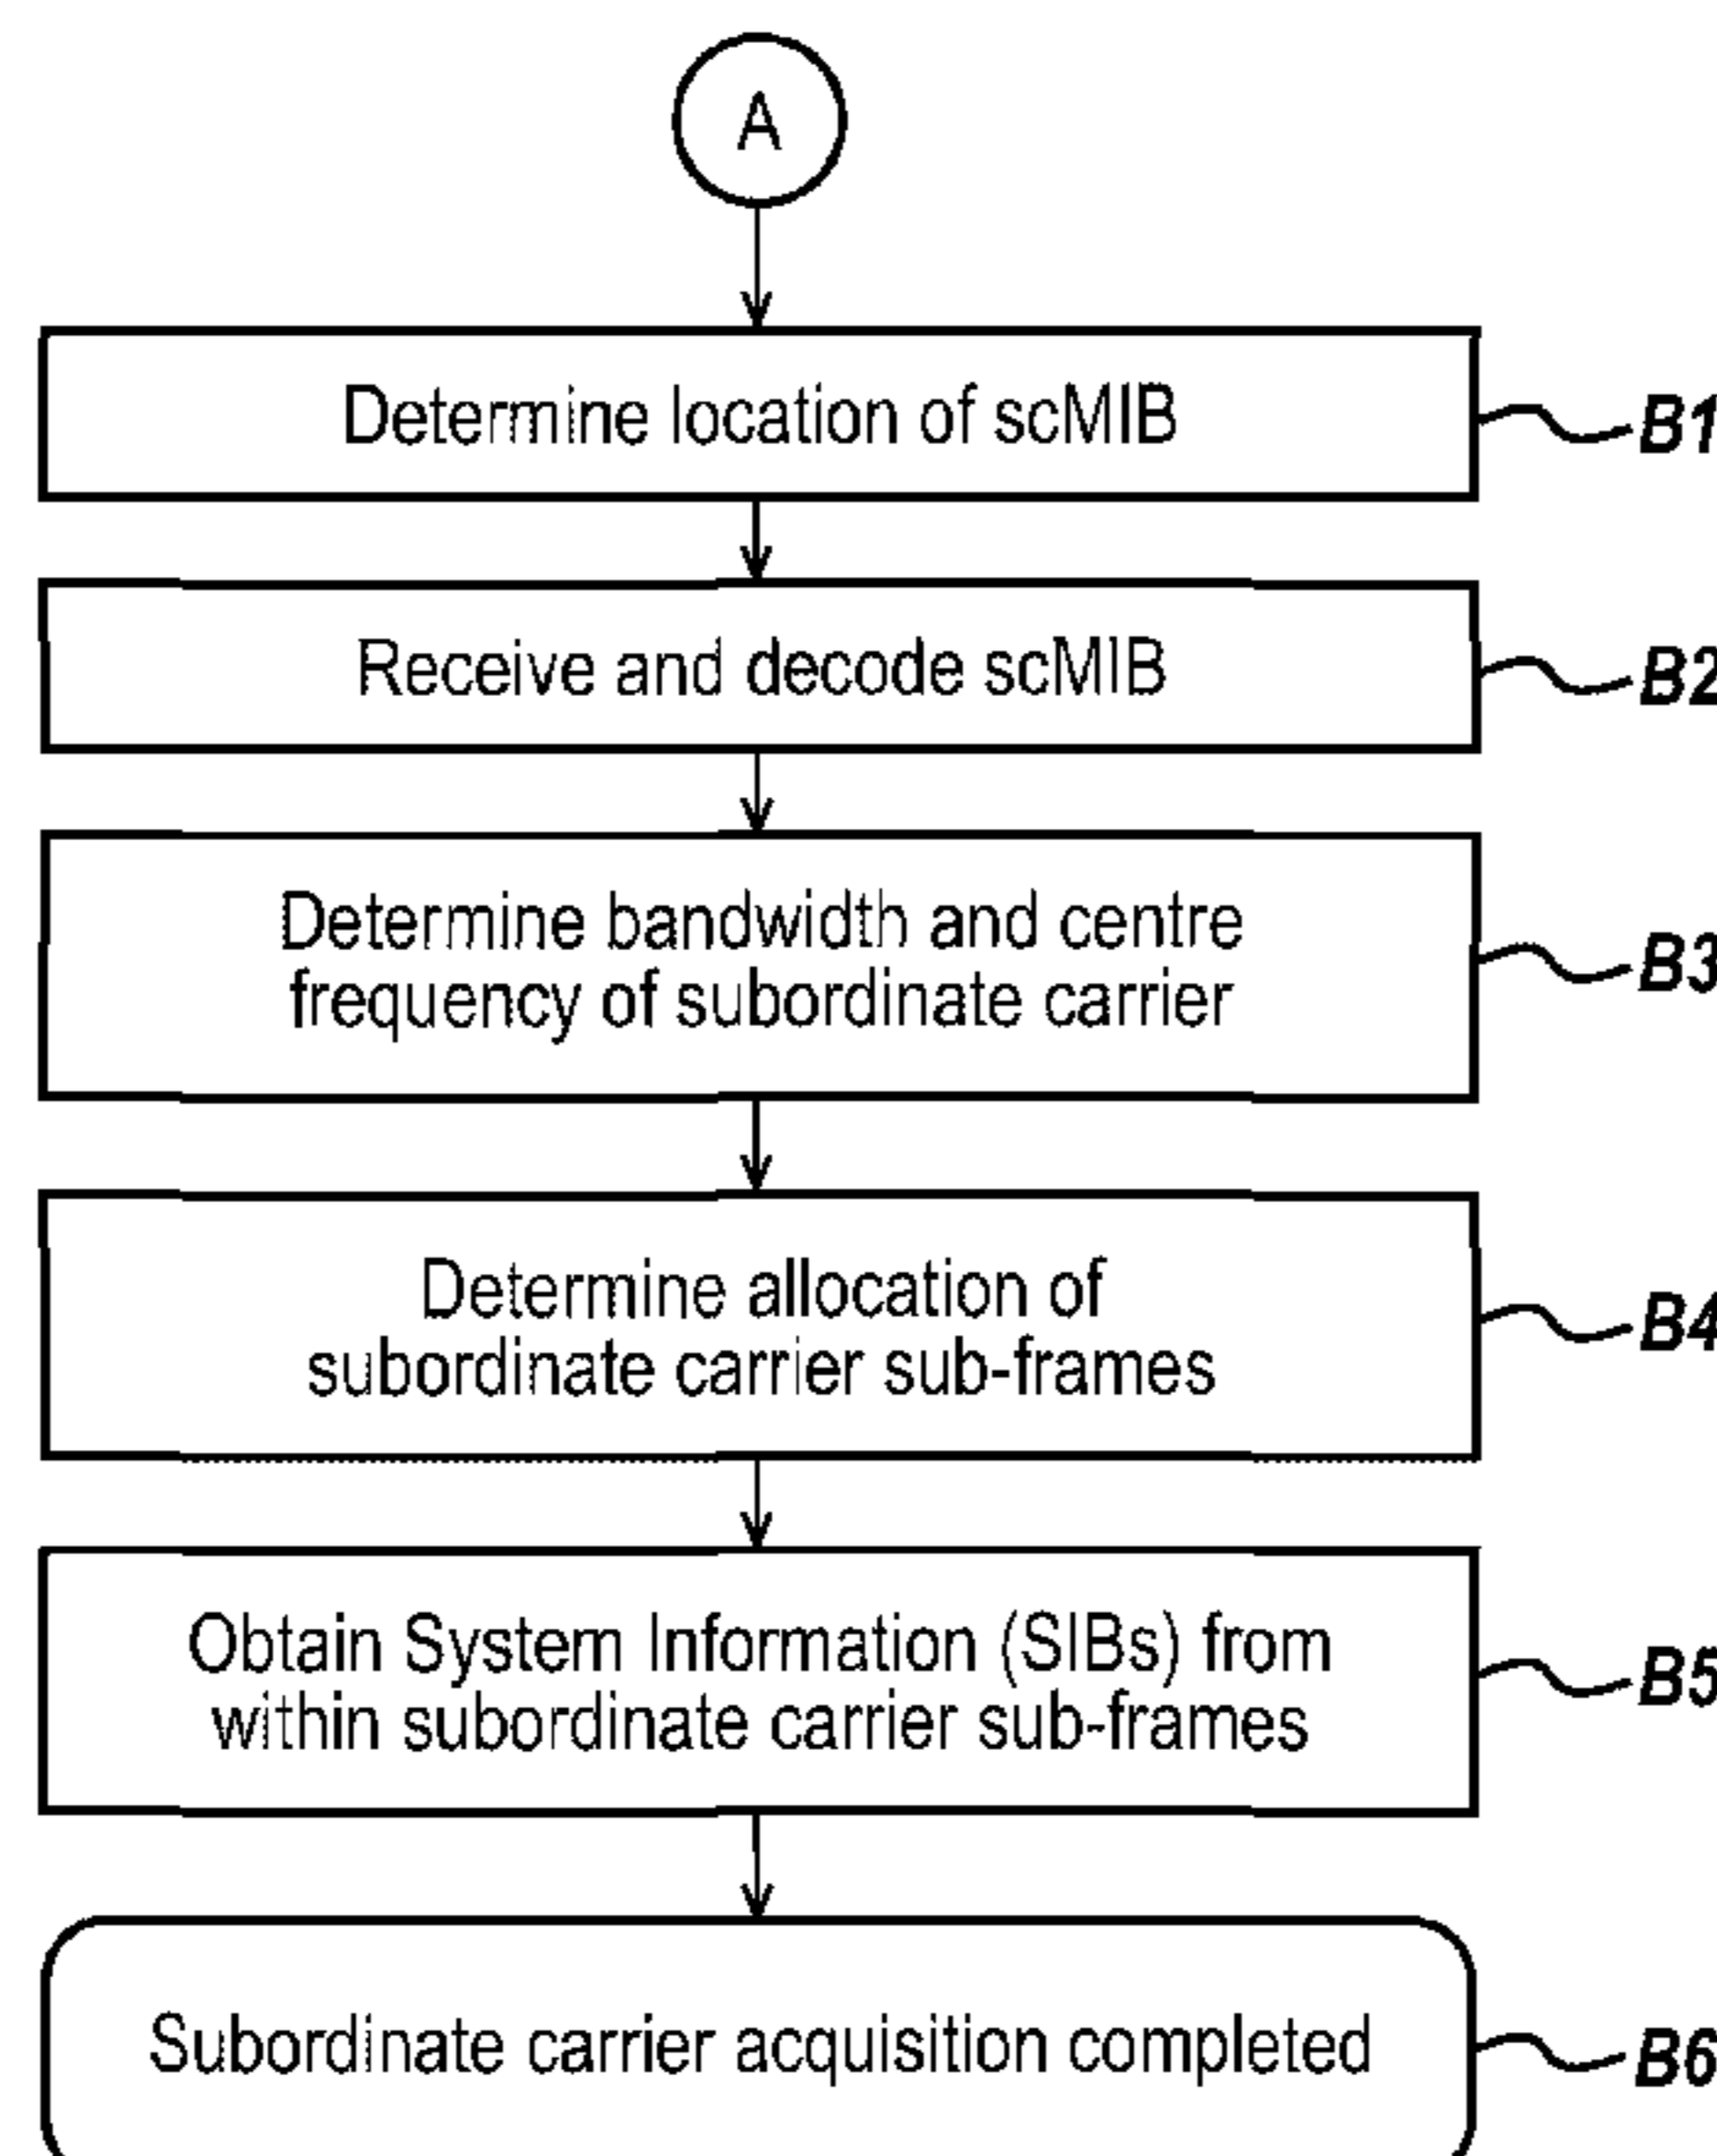 A
Determine location of scMIB
B1
Receive and decode scMIB
B2
Determine bandwidth and centre
frequency of subordinate carrier
B3
Determine allocation of
subordinate carrier sub-frames
B4
Obtain System Information (SIBs) from
within subordinate carrier sub-frames
B5
Subordinate carrier acquisition completed
B6